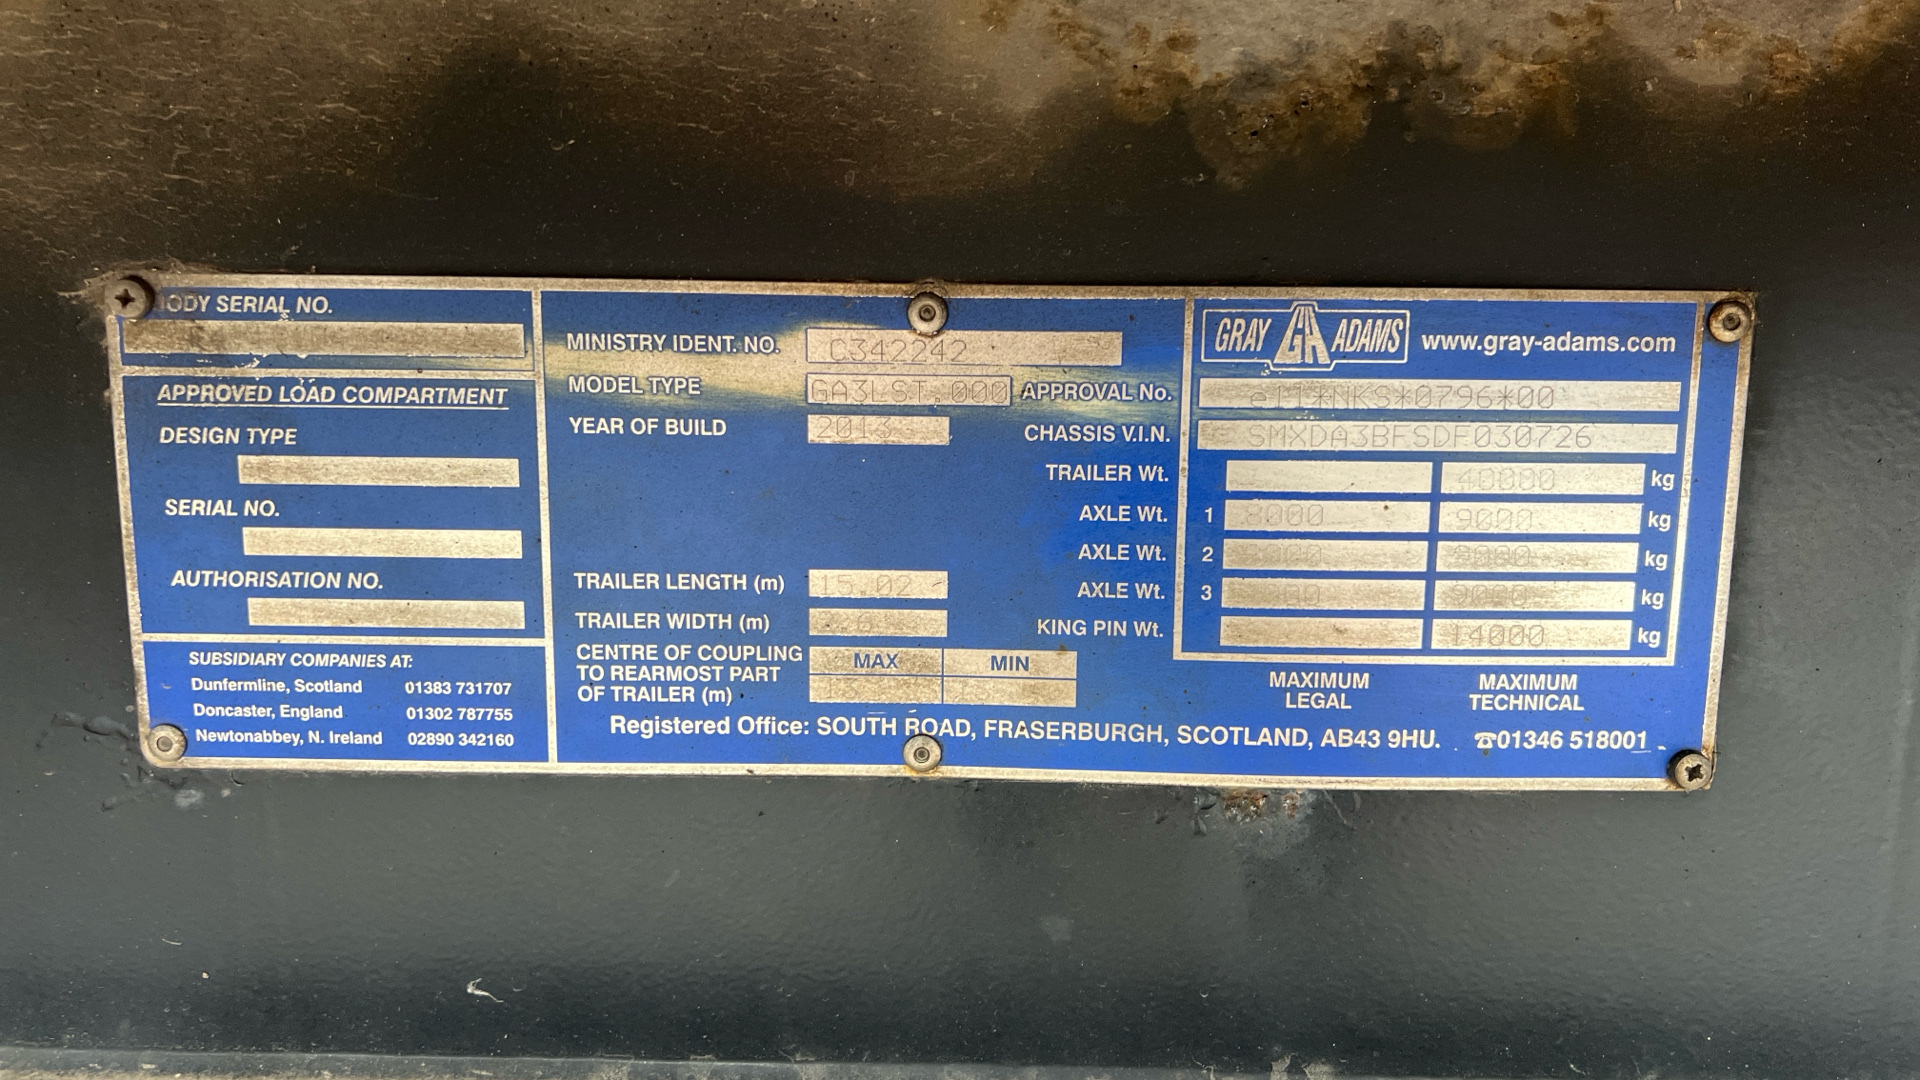 BODY SERIAL NO.
APPROVED LOAD COMPARTMENT
DESIGN TYPE
SERIAL NO.
AUTHORISATION NO.
SUBSIDIARY COMPANIES AT:
Dunfermline, Scotland 01383 731707
Doncaster, England 01302 787755
Newtonabbey, N. Ireland 02890 342160
MINISTRY IDENT. NO. C342242
MODEL TYPE GA3LST.000
YEAR OF BUILD 2013
TRAILER LENGTH (m) 15.02
TRAILER WIDTH (m)
CENTRE OF COUPLING
TO REARMOST PART
OF TRAILER (m)
MAX MIN
GRAY GA ADAMS www.gray-adams.com
APPROVAL No. e11*NKS*0796*00
CHASSIS V.I.N. SMXDA3BFSDF030726
TRAILER Wt. 40000 kg
AXLE Wt. 1 8000 9000 kg
AXLE Wt. 2 kg
AXLE Wt. 3 9000 kg
KING PIN Wt. 14000 kg
MAXIMUM LEGAL
MAXIMUM TECHNICAL
Registered Office: SOUTH ROAD, FRASERBURGH, SCOTLAND, AB43 9HU. ☎01346 518001